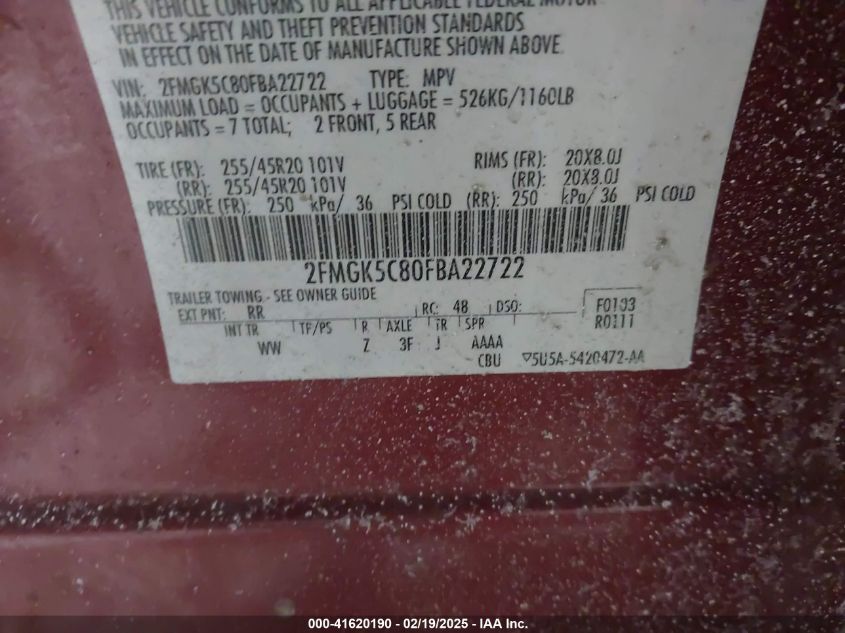 THIS VEHICLE CONFORMS TO ALL APPLICABLE FEDERAL MOTOR
VEHICLE SAFETY AND THEFT PREVENTION STANDARDS
IN EFFECT ON THE DATE OF MANUFACTURE SHOWN ABOVE.
VIN: 2FMGK5C80FBA22722 TYPE: MPV
MAXIMUM LOAD = OCCUPANTS + LUGGAGE = 526KG/1160LB
OCCUPANTS = 7 TOTAL; 2 FRONT, 5 REAR
TIRE (FR): 255/45R20 101V RIMS (FR): 20X8.0J
(RR): 255/45R20 101V (RR): 20X8.0J
PRESSURE (FR): 250 kPa/ 36 PSI COLD (RR): 250 kPa/ 36 PSI COLD
2FMGK5C80FBA22722
TRAILER TOWING - SEE OWNER GUIDE
EXT PNT: RR RC: 48 DSO: F0103
R0111
INT TR TF/PS R AXLE TR SPR
WW Z 3F J AAAA
CBU ▽5U5A-5420472-AA
000-41620190 - 02/19/2025 - IAA Inc.